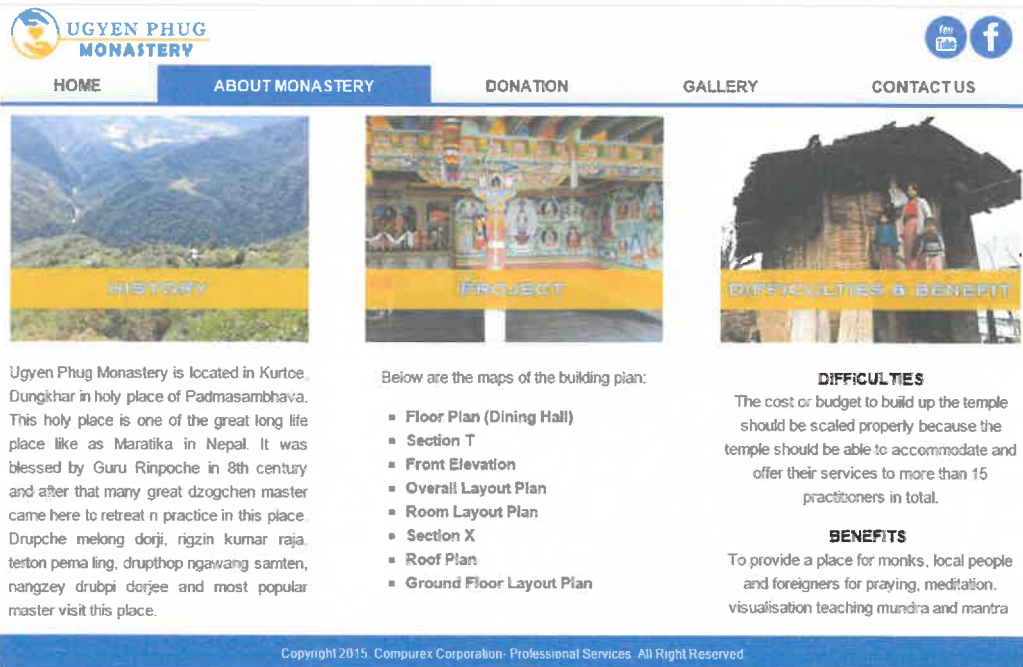 UGYEN PHUG
MONASTERY
You
Tube
f
HOME
ABOUT MONASTERY
DONATION
GALLERY
CONTACT US
HISTORY
Ugyen Phug Monastery is located in Kurtoe,
Dungkhar in holy place of Padmasambhava.
This holy place is one of the great long life
place like as Maratika in Nepal. It was
blessed by Guru Rinpoche in 8th century
and after that many great dzogchen master
came here to retreat n practice in this place.
Drupche melong dorji, rigzin kumar raja,
terton pema ling, drupthop ngawang samten,
nangzey drubpi dorjee and most popular
master visit this place.
PROJECT
Below are the maps of the building plan:
▪ Floor Plan (Dining Hall)
▪ Section T
▪ Front Elevation
▪ Overall Layout Plan
▪ Room Layout Plan
▪ Section X
▪ Roof Plan
▪ Ground Floor Layout Plan
DIFFICULTIES & BENEFIT
DIFFICULTIES
The cost or budget to build up the temple
should be scaled properly because the
temple should be able to accommodate and
offer their services to more than 15
practitioners in total.
BENEFITS
To provide a place for monks, local people
and foreigners for praying, meditation,
visualisation teaching mundra and mantra
Copyright 2015. Compurex Corporation- Professional Services. All Right Reserved